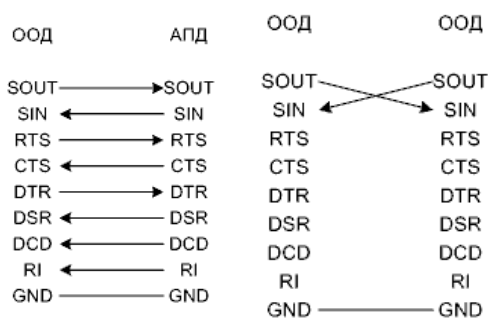 ООД АПД
SOUT SOUT
SIN SIN
RTS RTS
CTS CTS
DTR DTR
DSR DSR
DCD DCD
RI RI
GND GND
ООД ООД
SOUT SOUT
SIN SIN
RTS RTS
CTS CTS
DTR DTR
DSR DSR
DCD DCD
RI RI
GND GND